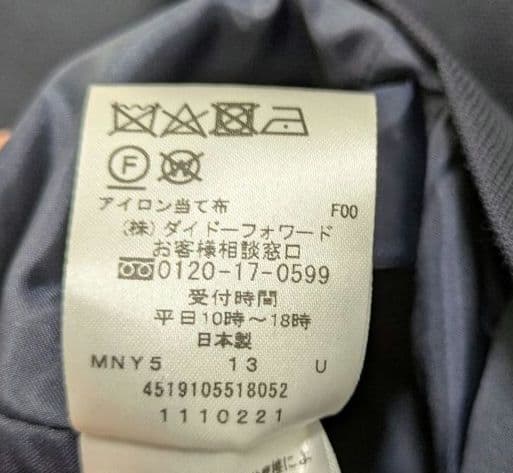 F
W
アイロン当て布 F00
(株)ダイドーフォワード
お客様相談窓口
0120-17-0599
受付時間
平日10時～18時
日本製
MNY5 13 U
4519105518052
1110221